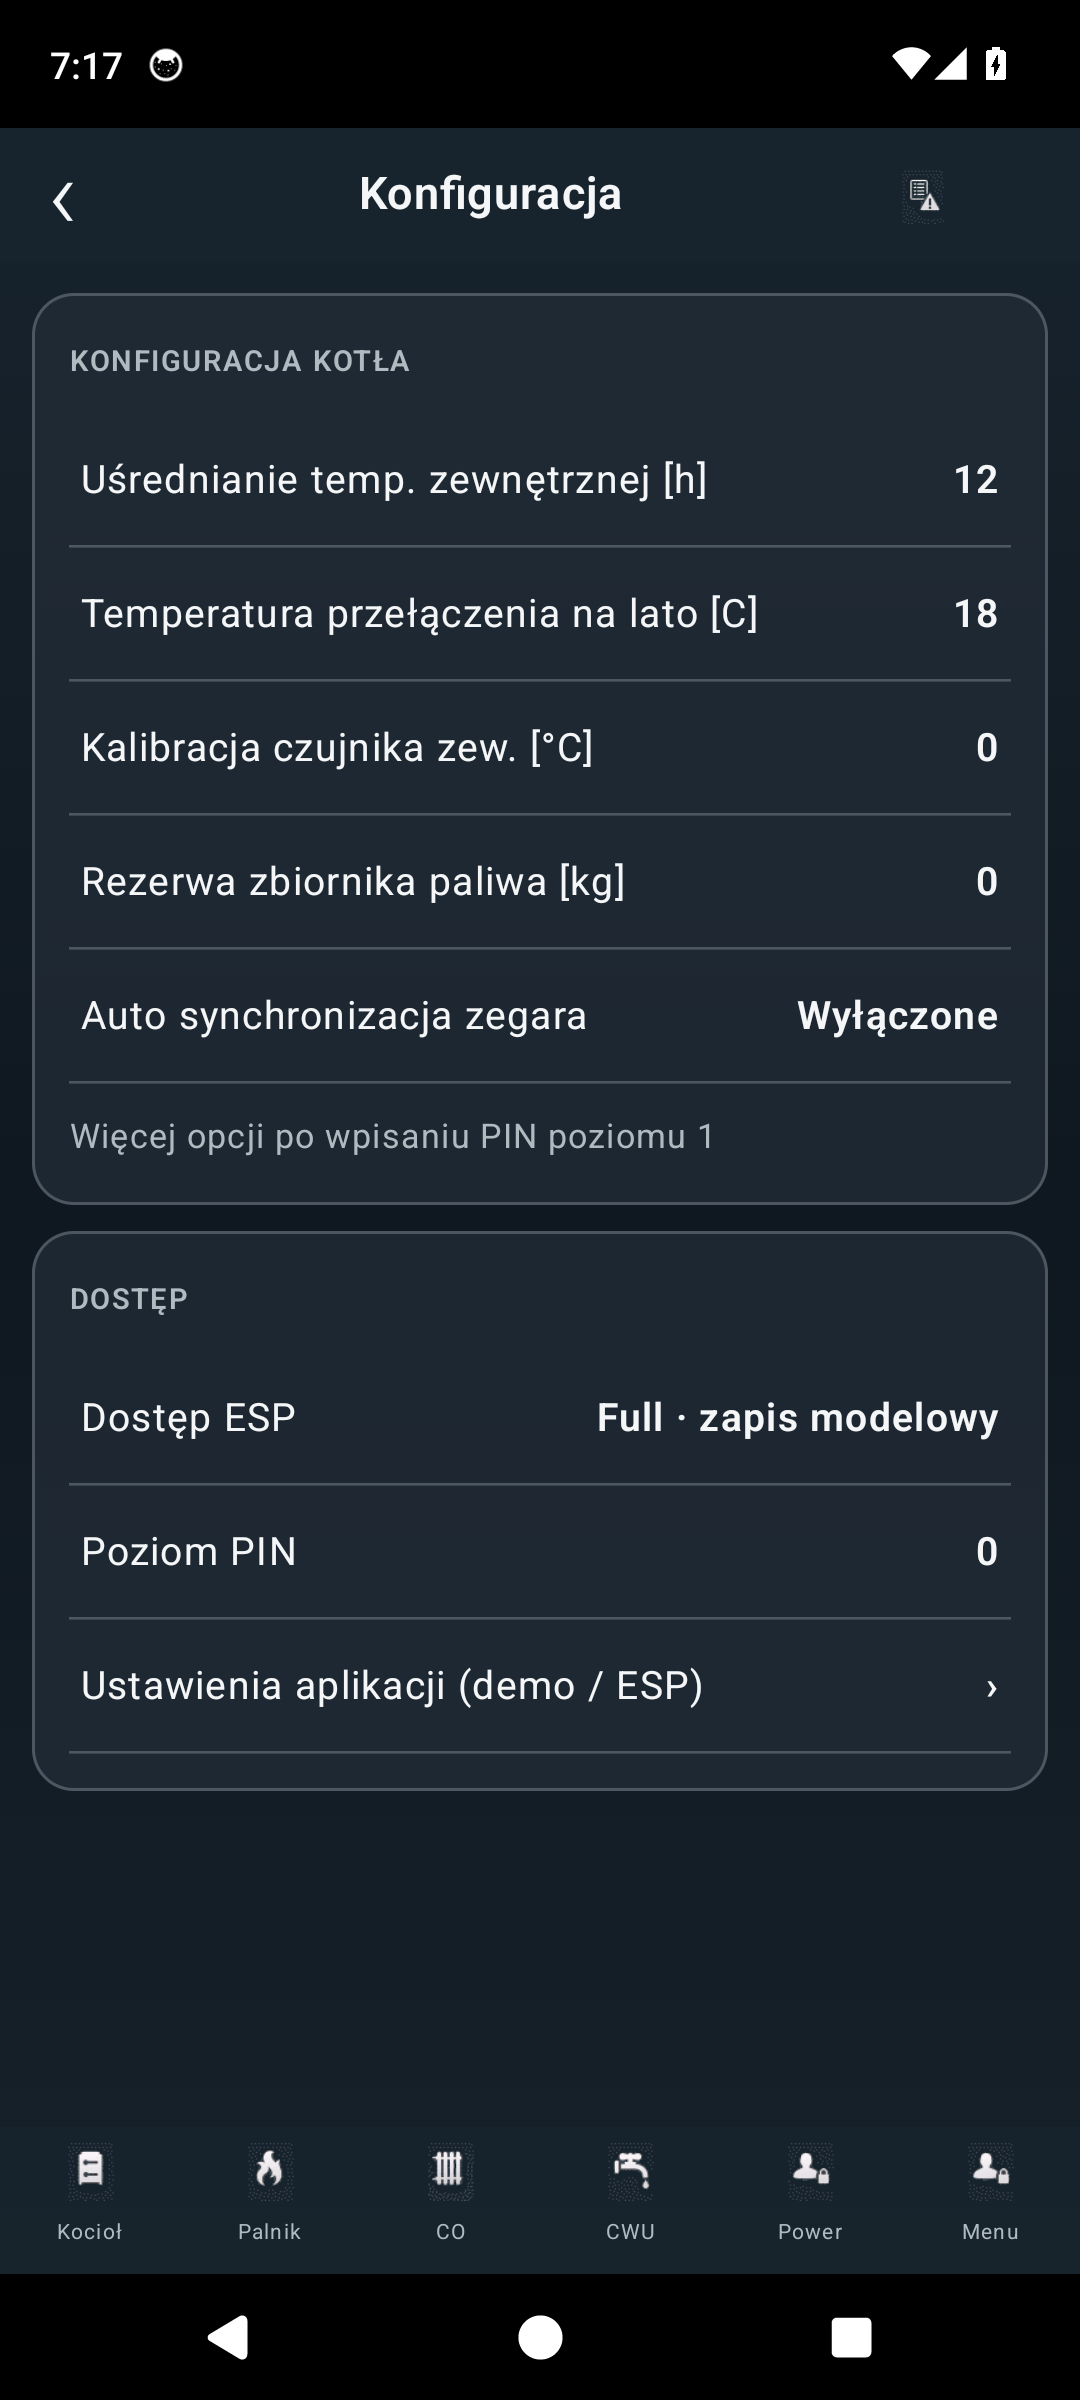 7:17
Konfiguracja
KONFIGURACJA KOTŁA
Uśrednianie temp. zewnętrznej [h] 12
Temperatura przełączenia na lato [C] 18
Kalibracja czujnika zew. [°C] 0
Rezerwa zbiornika paliwa [kg] 0
Auto synchronizacja zegara Wyłączone
Więcej opcji po wpisaniu PIN poziomu 1
DOSTĘP
Dostęp ESP Full · zapis modelowy
Poziom PIN 0
Ustawienia aplikacji (demo / ESP) ›
Kocioł Palnik CO CWU Power Menu